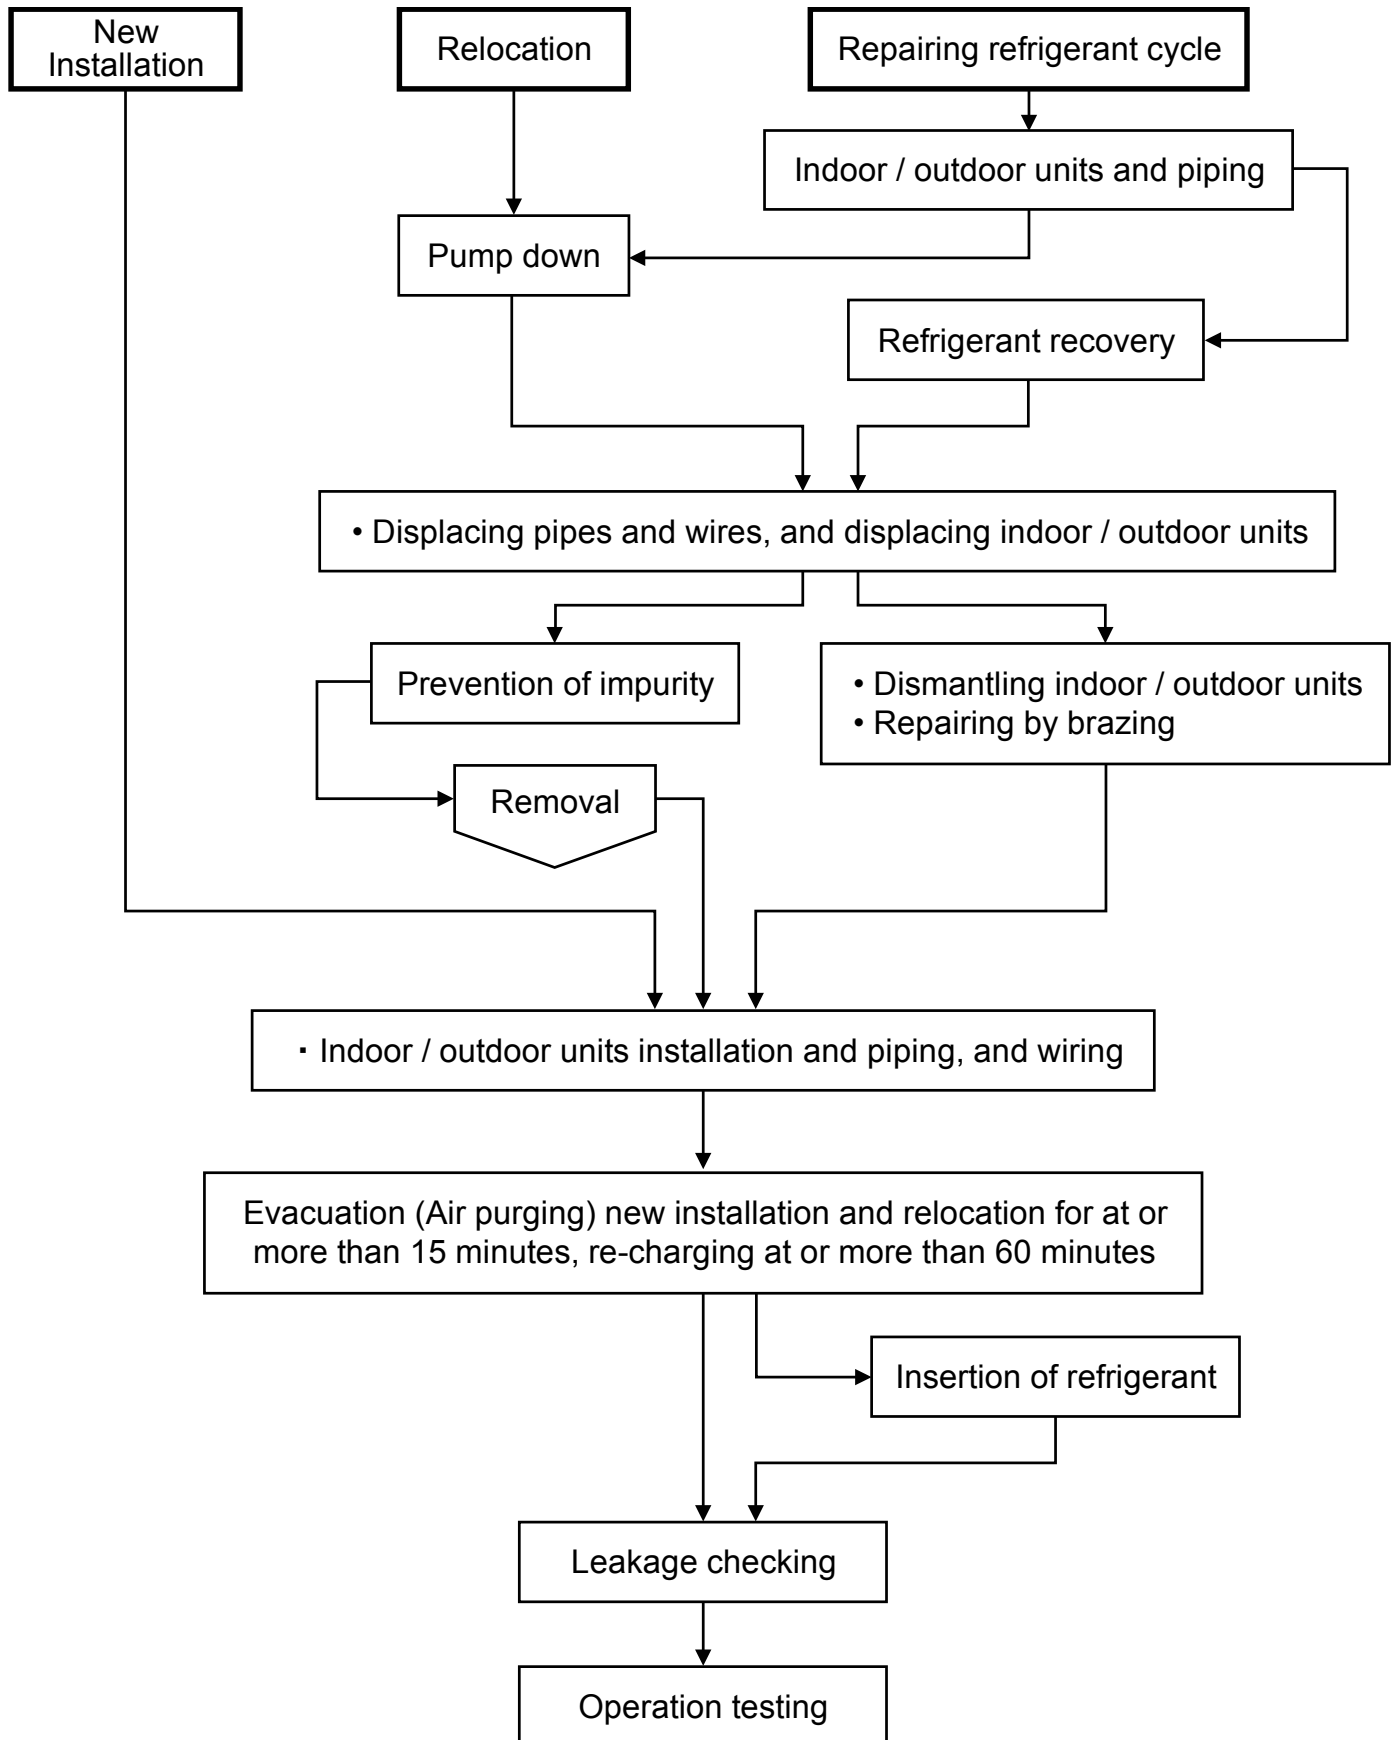 New
Installation
Relocation
Repairing refrigerant cycle
Indoor / outdoor units and piping
Pump down
Refrigerant recovery
• Displacing pipes and wires, and displacing indoor / outdoor units
Prevention of impurity
• Dismantling indoor / outdoor units
• Repairing by brazing
Removal
・Indoor / outdoor units installation and piping, and wiring
Evacuation (Air purging) new installation and relocation for at or
more than 15 minutes, re-charging at or more than 60 minutes
Insertion of refrigerant
Leakage checking
Operation testing